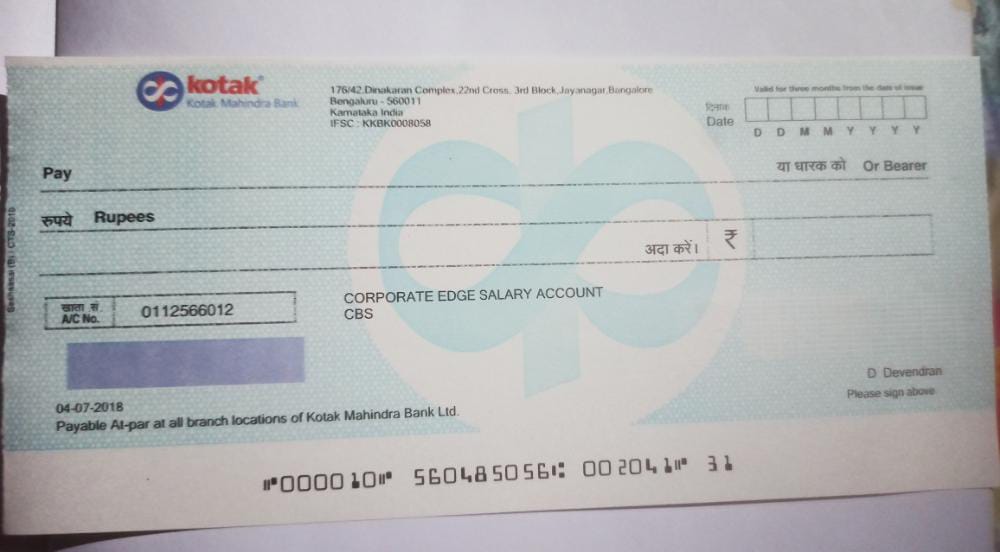 kotak
Kotak Mahindra Bank
176/42,Dinakaran Complex,22nd Cross, 3rd Block,Jayanagar,Bangalore
Bengaluru - 560011
Karnataka India
IFSC : KKBK0008058
Valid for three months from the date of issue
दिनांक
Date
D D M M Y Y Y Y
Pay
या धारक को Or Bearer
रुपये Rupees
अदा करें। ₹
खाता सं.
A/C No.
0112566012
CORPORATE EDGE SALARY ACCOUNT
CBS
D Devendran
Please sign above
04-07-2018
Payable At-par at all branch locations of Kotak Mahindra Bank Ltd.
⑈000010⑈ 560485056⑆ 002041⑈ 31
CTS-2010